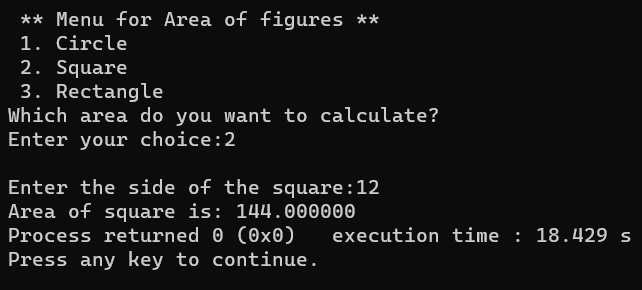 ** Menu for Area of figures **
1. Circle
2. Square
3. Rectangle
Which area do you want to calculate?
Enter your choice:2
Enter the side of the square:12
Area of square is: 144.000000
Process returned 0 (0x0)   execution time : 18.429 s
Press any key to continue.